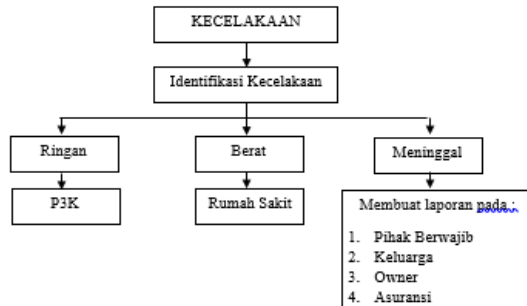 KECELAKAAN
Identifikasi Kecelakaan
Ringan
Berat
Meninggal
P3K
Rumah Sakit
Membuat laporan pada :
1. Pihak Berwajib
2. Keluarga
3. Owner
4. Asuransi